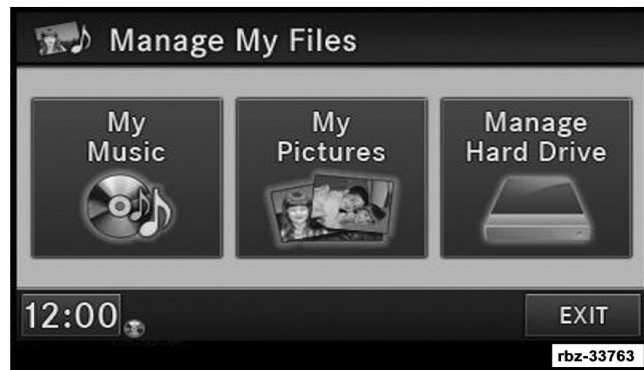 Manage My Files
My
Music
My
Pictures
Manage
Hard Drive
12:00
EXIT
rbz-33763